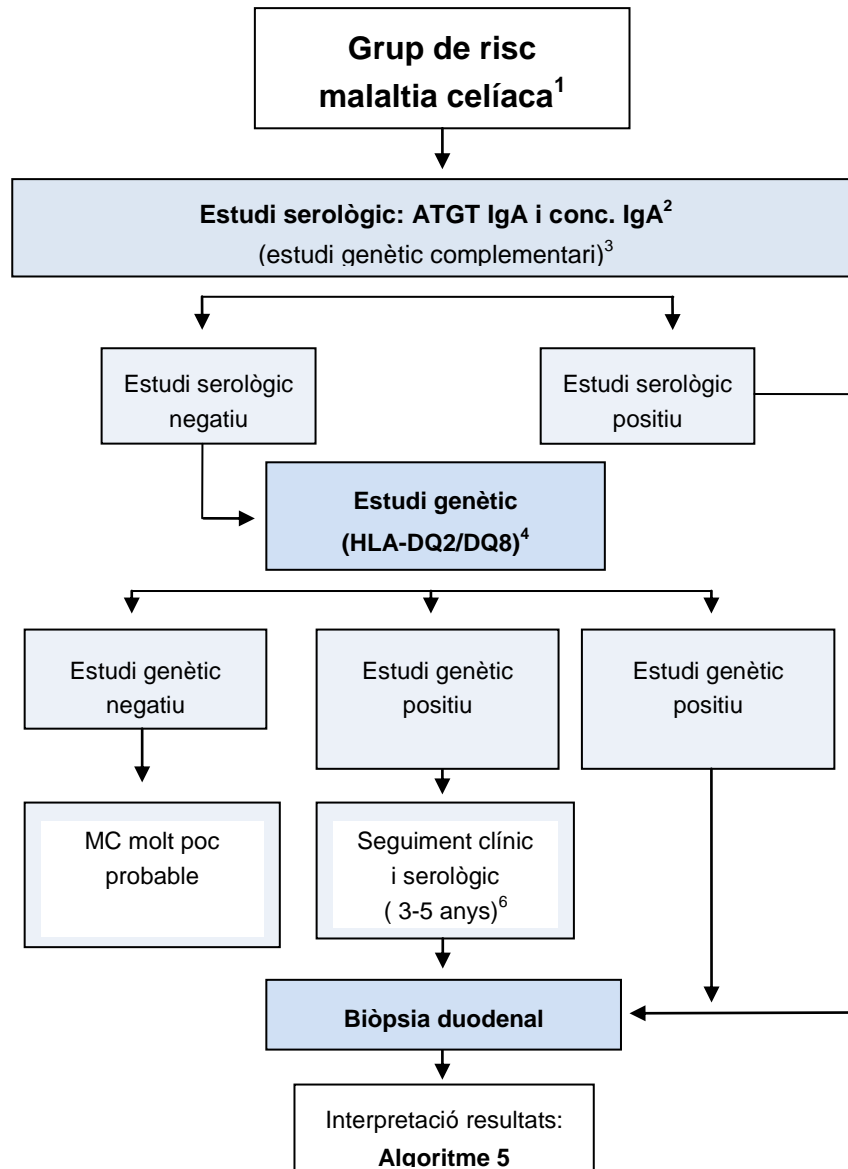 Grup de risc
malaltia celíaca1
Estudi serològic: ATGT IgA i conc. IgA2
(estudi genètic complementari)3
Estudi serològic
negatiu
Estudi serològic
positiu
Estudi genètic
(HLA-DQ2/DQ8)4
Estudi genètic
negatiu
Estudi genètic
positiu
Estudi genètic
positiu
MC molt poc
probable
Seguiment clínic
i serològic
( 3-5 anys)6
Biòpsia duodenal
Interpretació resultats:
Algoritme 5